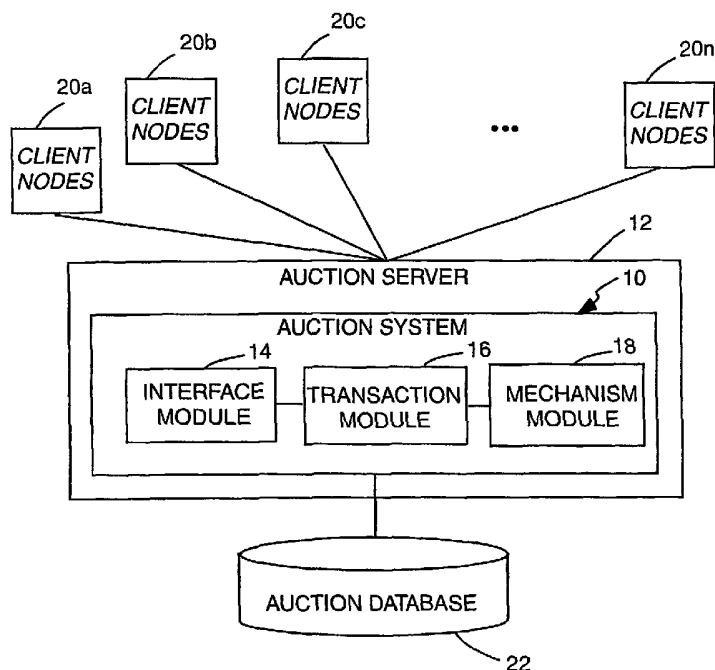 20a
CLIENT
NODES
20b
CLIENT
NODES
20c
CLIENT
NODES
...
20n
CLIENT
NODES
12
AUCTION SERVER
10
AUCTION SYSTEM
14
INTERFACE
MODULE
16
TRANSACTION
MODULE
18
MECHANISM
MODULE
AUCTION DATABASE
22